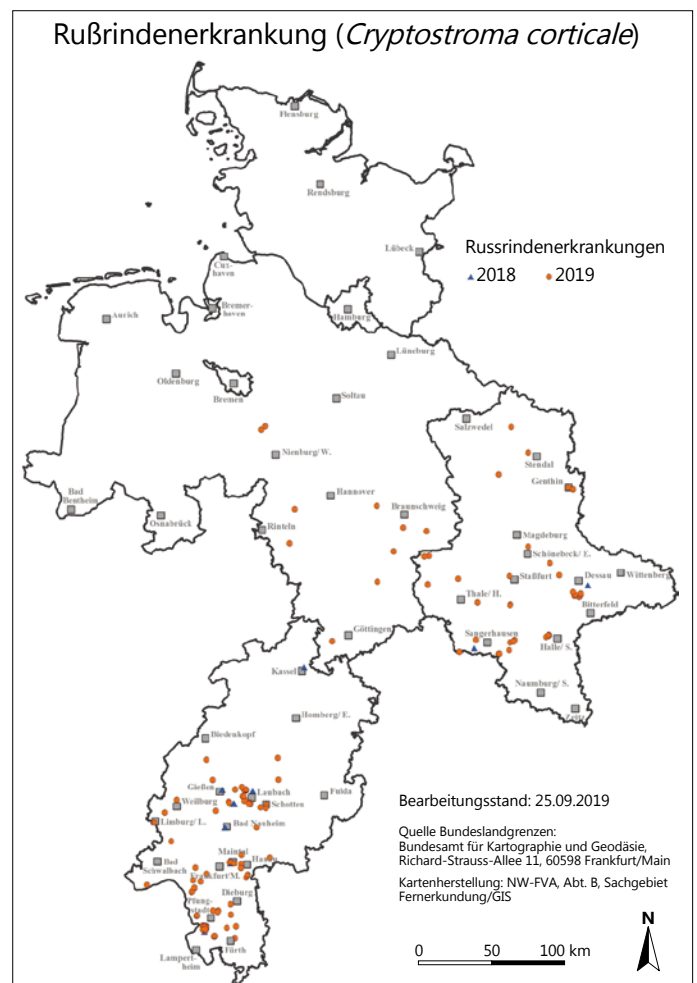 Rußrindenerkrankung (Cryptostroma corticale)
Flensburg
Rendsburg
Lübeck
Russrindenerkrankungen
2018 2019
Cux-
haven
Aurich
Bremer-
haven
Hamburg
Lüneburg
Oldenburg
Bremen
Soltau
Salzwedel
Nienburg/ W.
Stendal
Genthin
Bad
Bentheim
Osnabrück
Hannover
Braunschweig
Rinteln
Magdeburg
Schönebeck/ E.
Staßfurt
Dessau
Wittenberg
Thale/ H.
Bitterfeld
Göttingen
Sangerhausen
Halle/ S.
Kassel
Naumburg/ S.
Zeitz
Homberg/ E.
Biedenkopf
Gießen
Laubach
Fulda
Weilburg
Schotten
Limburg/ L.
Bad Nauheim
Bad
Schwalbach
Maintal
Hanau
Frankfurt/M.
Dieburg
Pfung-
stadt
Fürth
Lampert-
heim
Bearbeitungsstand: 25.09.2019
Quelle Bundeslandgrenzen:
Bundesamt für Kartographie und Geodäsie,
Richard-Strauss-Allee 11, 60598 Frankfurt/Main
Kartenherstellung: NW-FVA, Abt. B, Sachgebiet
Fernerkundung/GIS
N
0 50 100 km